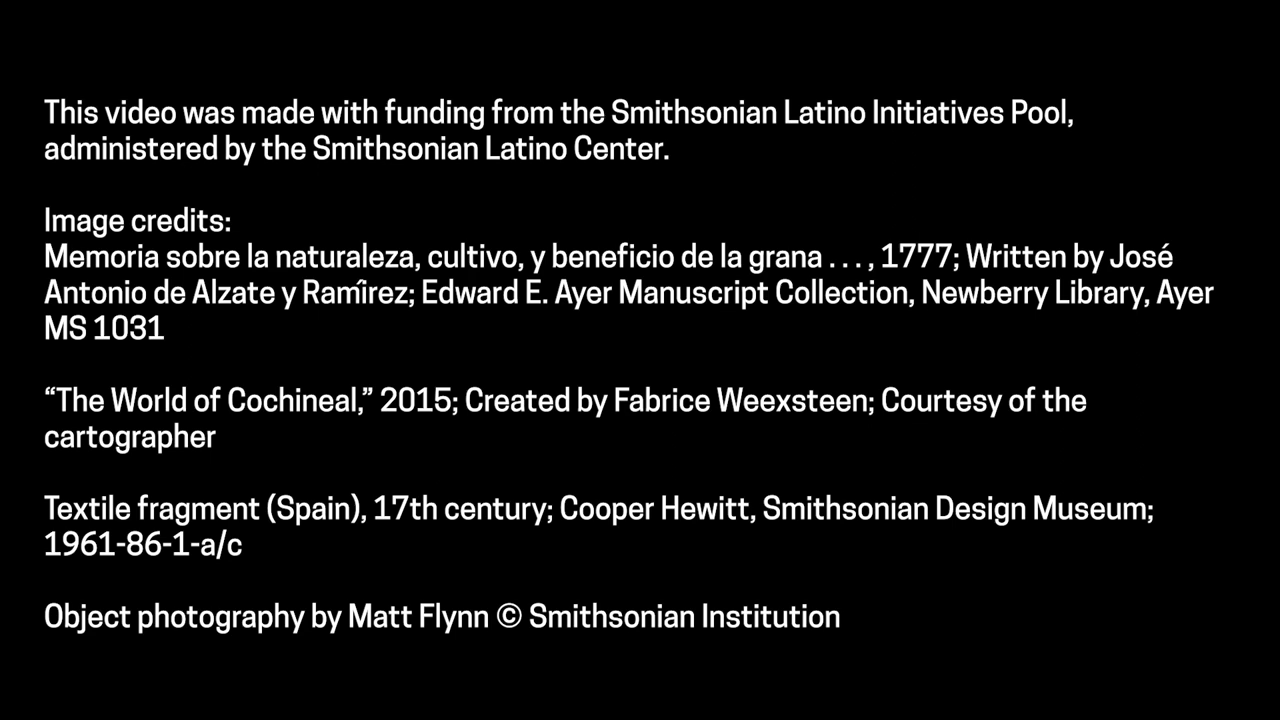 This video was made with funding from the Smithsonian Latino Initiatives Pool,
administered by the Smithsonian Latino Center.
Image credits:
Memoria sobre la naturaleza, cultivo, y beneficio de la grana . . . , 1777; Written by José
Antonio de Alzate y Ramîrez; Edward E. Ayer Manuscript Collection, Newberry Library, Ayer
MS 1031
“The World of Cochineal,” 2015; Created by Fabrice Weexsteen; Courtesy of the
cartographer
Textile fragment (Spain), 17th century; Cooper Hewitt, Smithsonian Design Museum;
1961-86-1-a/c
Object photography by Matt Flynn © Smithsonian Institution